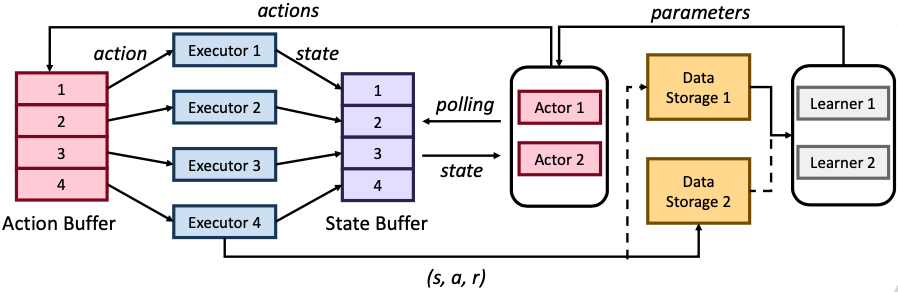 actions
parameters
action
Executor 1
state
1
2
3
4
Action Buffer
Executor 2
Executor 3
Executor 4
1
2
3
4
State Buffer
polling
state
Actor 1
Actor 2
Data
Storage 1
Data
Storage 2
Learner 1
Learner 2
(s, a, r)